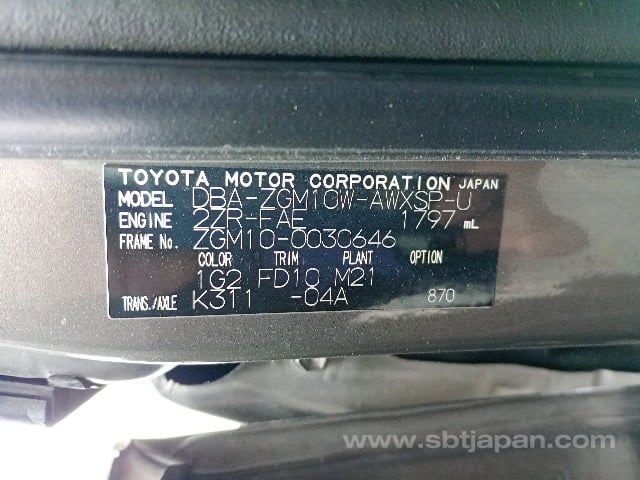 TOYOTA MOTOR CORPORATION JAPAN
MODEL DBA-ZGM10W-AWXSP-U
ENGINE 2ZR-FAE 1797 mL
FRAME No. ZGM10-0030646
COLOR TRIM PLANT OPTION
1G2 FD10 M21
TRANS./AXLE K311 -04A 870
www.sbtjapan.com